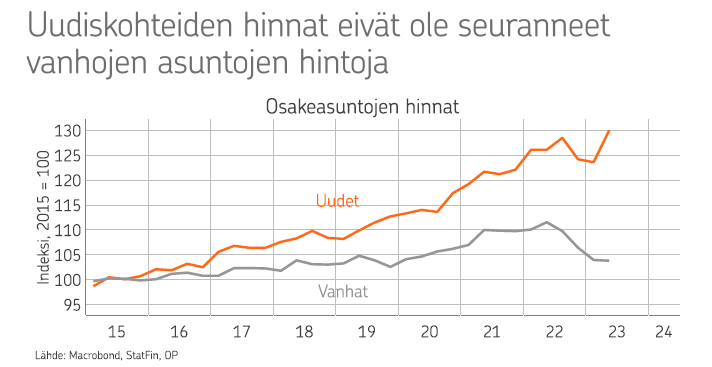 Uudiskohteiden hinnat eivät ole seuranneet
vanhojen asuntojen hintoja
Osakeasuntojen hinnat
Indeksi, 2015 = 100
130
125
120
115
110
105
100
95
Uudet
Vanhat
15 16 17 18 19 20 21 22 23 24
Lähde: Macrobond, StatFin, OP